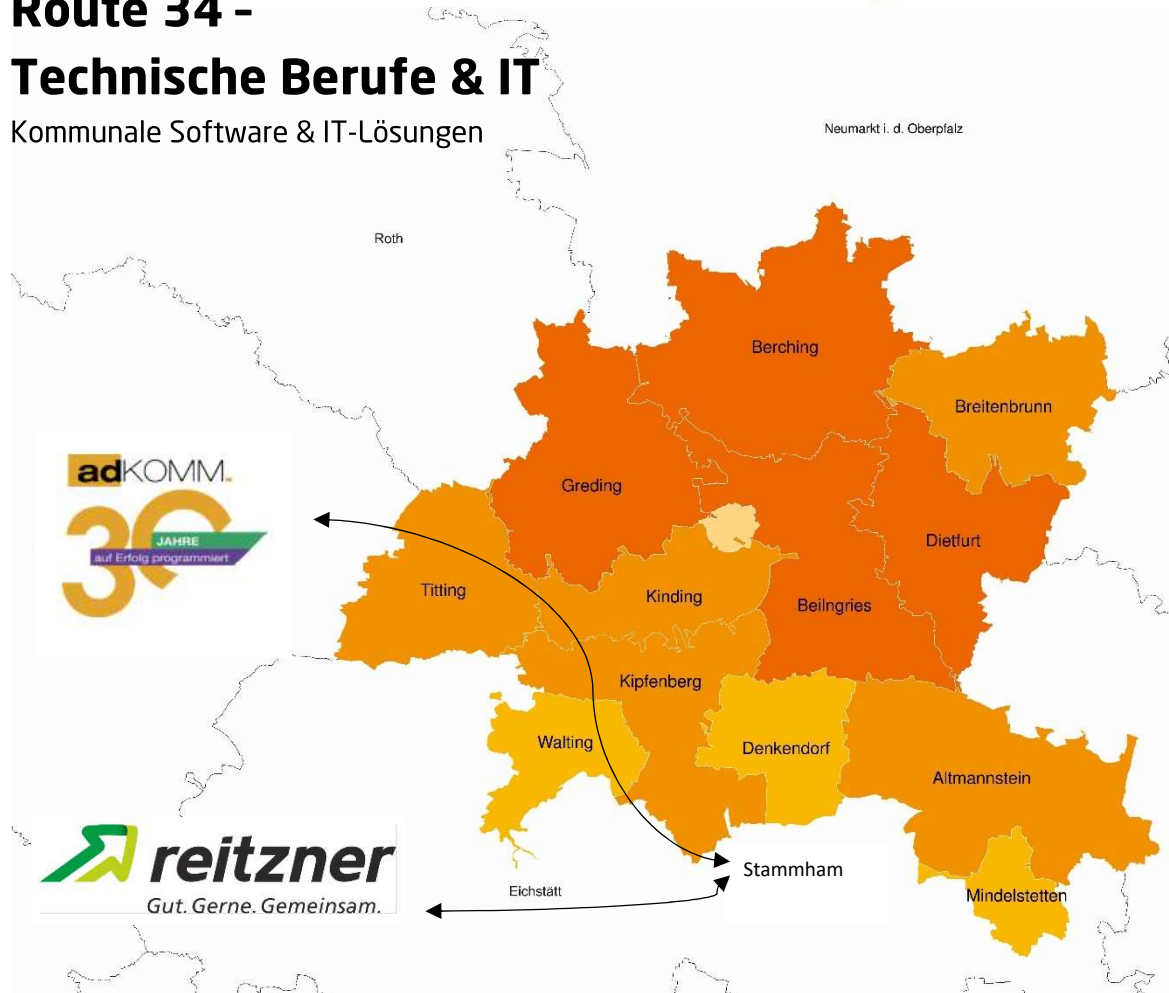 Route 34 –
Technische Berufe & IT
Kommunale Software & IT-Lösungen
Neumarkt i. d. Oberpfalz
Roth
Berching
Breitenbrunn
adKOMM.
Greding
30
JAHRE
auf Erfolg programmiert
Dietfurt
Titting
Kinding
Beilngries
Kipfenberg
Walting
Denkendorf
Altmannstein
reitzner
Gut. Gerne. Gemeinsam.
Stammham
Eichstätt
Mindelstetten